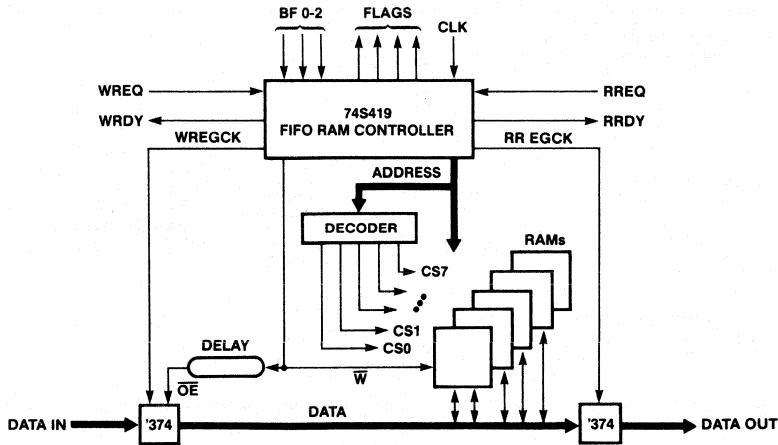 BF 0-2
FLAGS
CLK
WREQ
RREQ
74S419
FIFO RAM CONTROLLER
WRDY
RRDY
WREGCK
RR EGCK
ADDRESS
DECODER
RAMs
CS7
CS1
CS0
DELAY
W
OE
DATA IN
'374
DATA
'374
DATA OUT